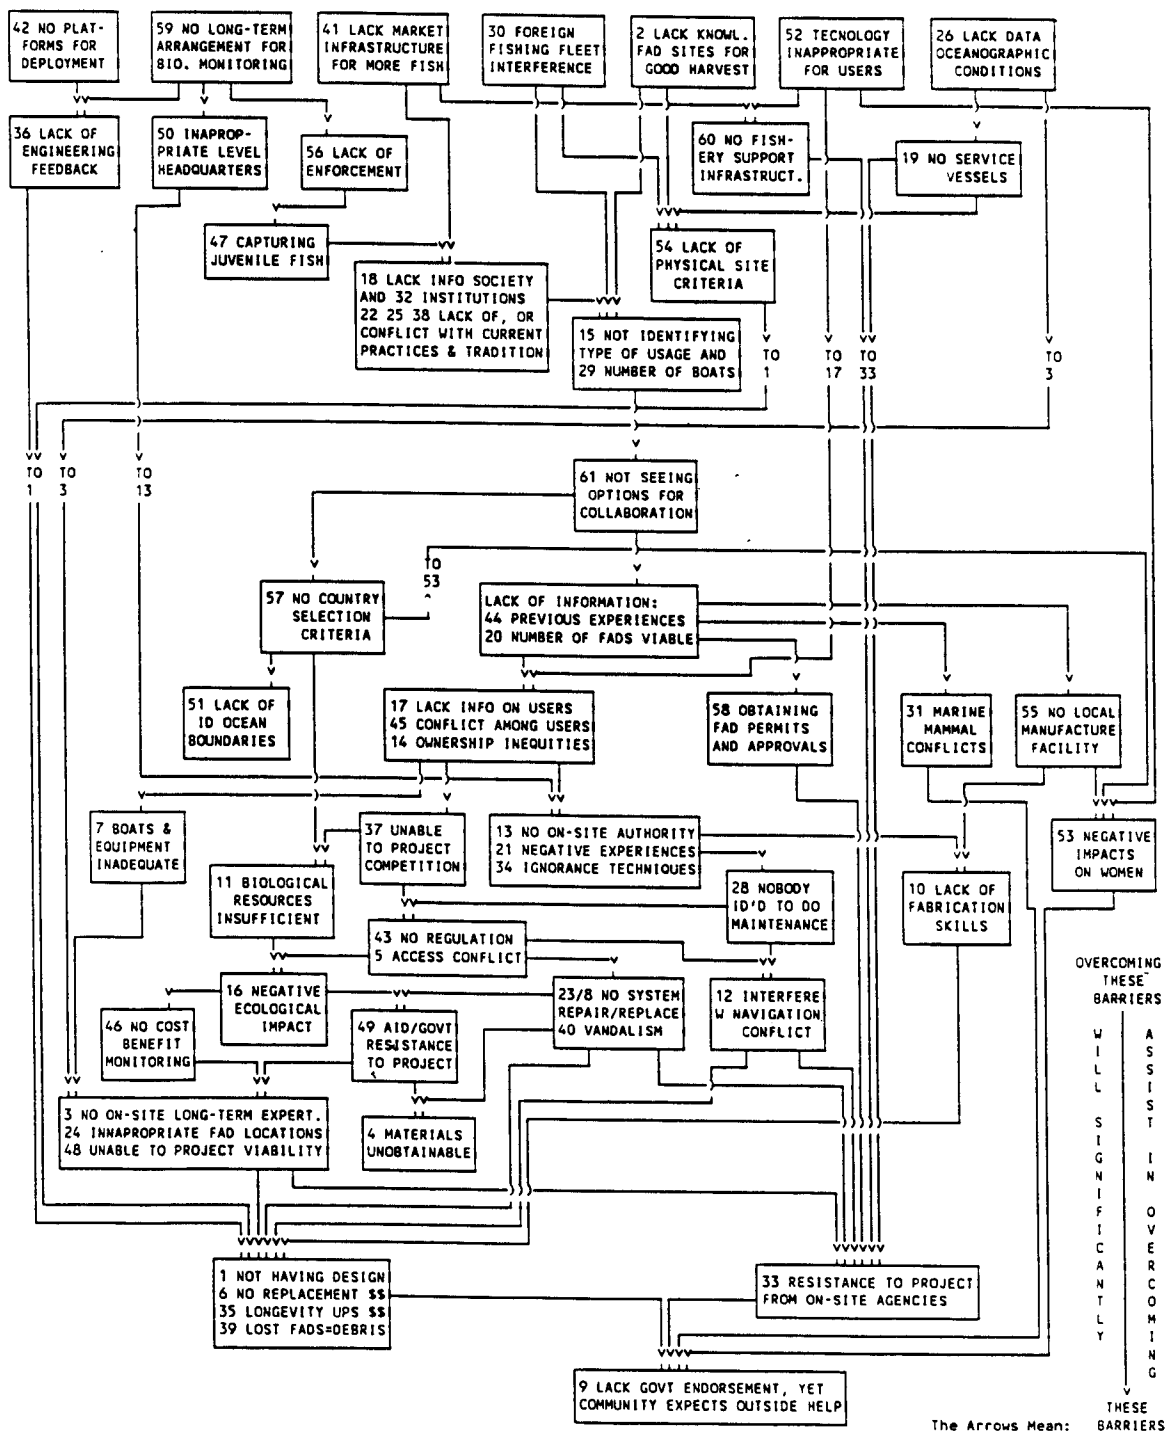 42 NO PLAT-
FORMS FOR
DEPLOYMENT
59 NO LONG-TERM
ARRANGEMENT FOR
BIO. MONITORING
41 LACK MARKET
INFRASTRUCTURE
FOR MORE FISH
30 FOREIGN
FISHING FLEET
INTERFERENCE
2 LACK KNOWL.
FAD SITES FOR
GOOD HARVEST
52 TECNOLOGY
INAPPROPRIATE
FOR USERS
26 LACK DATA
OCEANOGRAPHIC
CONDITIONS
36 LACK OF
ENGINEERING
FEEDBACK
50 INAPROP-
PRIATE LEVEL
HEADQUARTERS
56 LACK OF
ENFORCEMENT
60 NO FISH-
ERY SUPPORT
INFRASTRUCT.
19 NO SERVICE
VESSELS
47 CAPTURING
JUVENILE FISH
54 LACK OF
PHYSICAL SITE
CRITERIA
18 LACK INFO SOCIETY
AND 32 INSTITUTIONS
22 25 38 LACK OF, OR
CONFLICT WITH CURRENT
PRACTICES & TRADITION
15 NOT IDENTIFYING
TYPE OF USAGE AND
29 NUMBER OF BOATS
TO
1
TO
17
TO
33
TO
3
TO
1
TO
3
TO
13
61 NOT SEEING
OPTIONS FOR
COLLABORATION
TO
53
57 NO COUNTRY
SELECTION
CRITERIA
LACK OF INFORMATION:
44 PREVIOUS EXPERIENCES
20 NUMBER OF FADS VIABLE
51 LACK OF
ID OCEAN
BOUNDARIES
17 LACK INFO ON USERS
45 CONFLICT AMONG USERS
14 OWNERSHIP INEQUITIES
58 OBTAINING
FAD PERMITS
AND APPROVALS
31 MARINE
MAMMAL
CONFLICTS
55 NO LOCAL
MANUFACTURE
FACILITY
7 BOATS &
EQUIPMENT
INADEQUATE
37 UNABLE
TO PROJECT
COMPETITION
13 NO ON-SITE AUTHORITY
21 NEGATIVE EXPERIENCES
34 IGNORANCE TECHNIQUES
53 NEGATIVE
IMPACTS
ON WOMEN
11 BIOLOGICAL
RESOURCES
INSUFFICIENT
28 NOBODY
ID'D TO DO
MAINTENANCE
10 LACK OF
FABRICATION
SKILLS
43 NO REGULATION
5 ACCESS CONFLICT
16 NEGATIVE
ECOLOGICAL
IMPACT
23/8 NO SYSTEM
REPAIR/REPLACE
40 VANDALISM
12 INTERFERE
W NAVIGATION
CONFLICT
46 NO COST
BENEFIT
MONITORING
49 AID/GOVT
RESISTANCE
TO PROJECT
3 NO ON-SITE LONG-TERM EXPERT.
24 INNAPROPRIATE FAD LOCATIONS
48 UNABLE TO PROJECT VIABILITY
4 MATERIALS
UNOBTAINABLE
1 NOT HAVING DESIGN
6 NO REPLACEMENT $$
35 LONGEVITY UPS $$
39 LOST FADS=DEBRIS
33 RESISTANCE TO PROJECT
FROM ON-SITE AGENCIES
9 LACK GOVT ENDORSEMENT, YET
COMMUNITY EXPECTS OUTSIDE HELP
OVERCOMING
THESE
BARRIERS
WILL SIGNIFICANTLY
ASSIST IN OVERCOMING
THESE
The Arrows Mean: BARRIERS